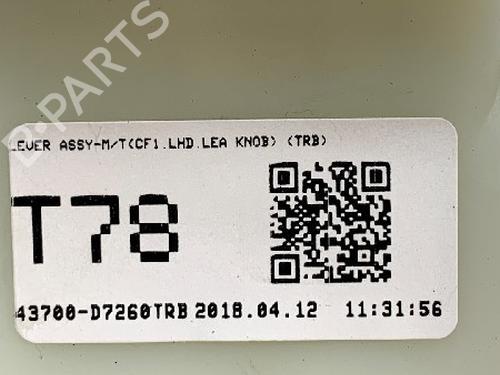 B-PARTS
LEVER ASSY-M/T(CF1.LHD.LEA KNOB) (TRB)
T78
43700-D7260TRB 2018.04.12 11:31:56